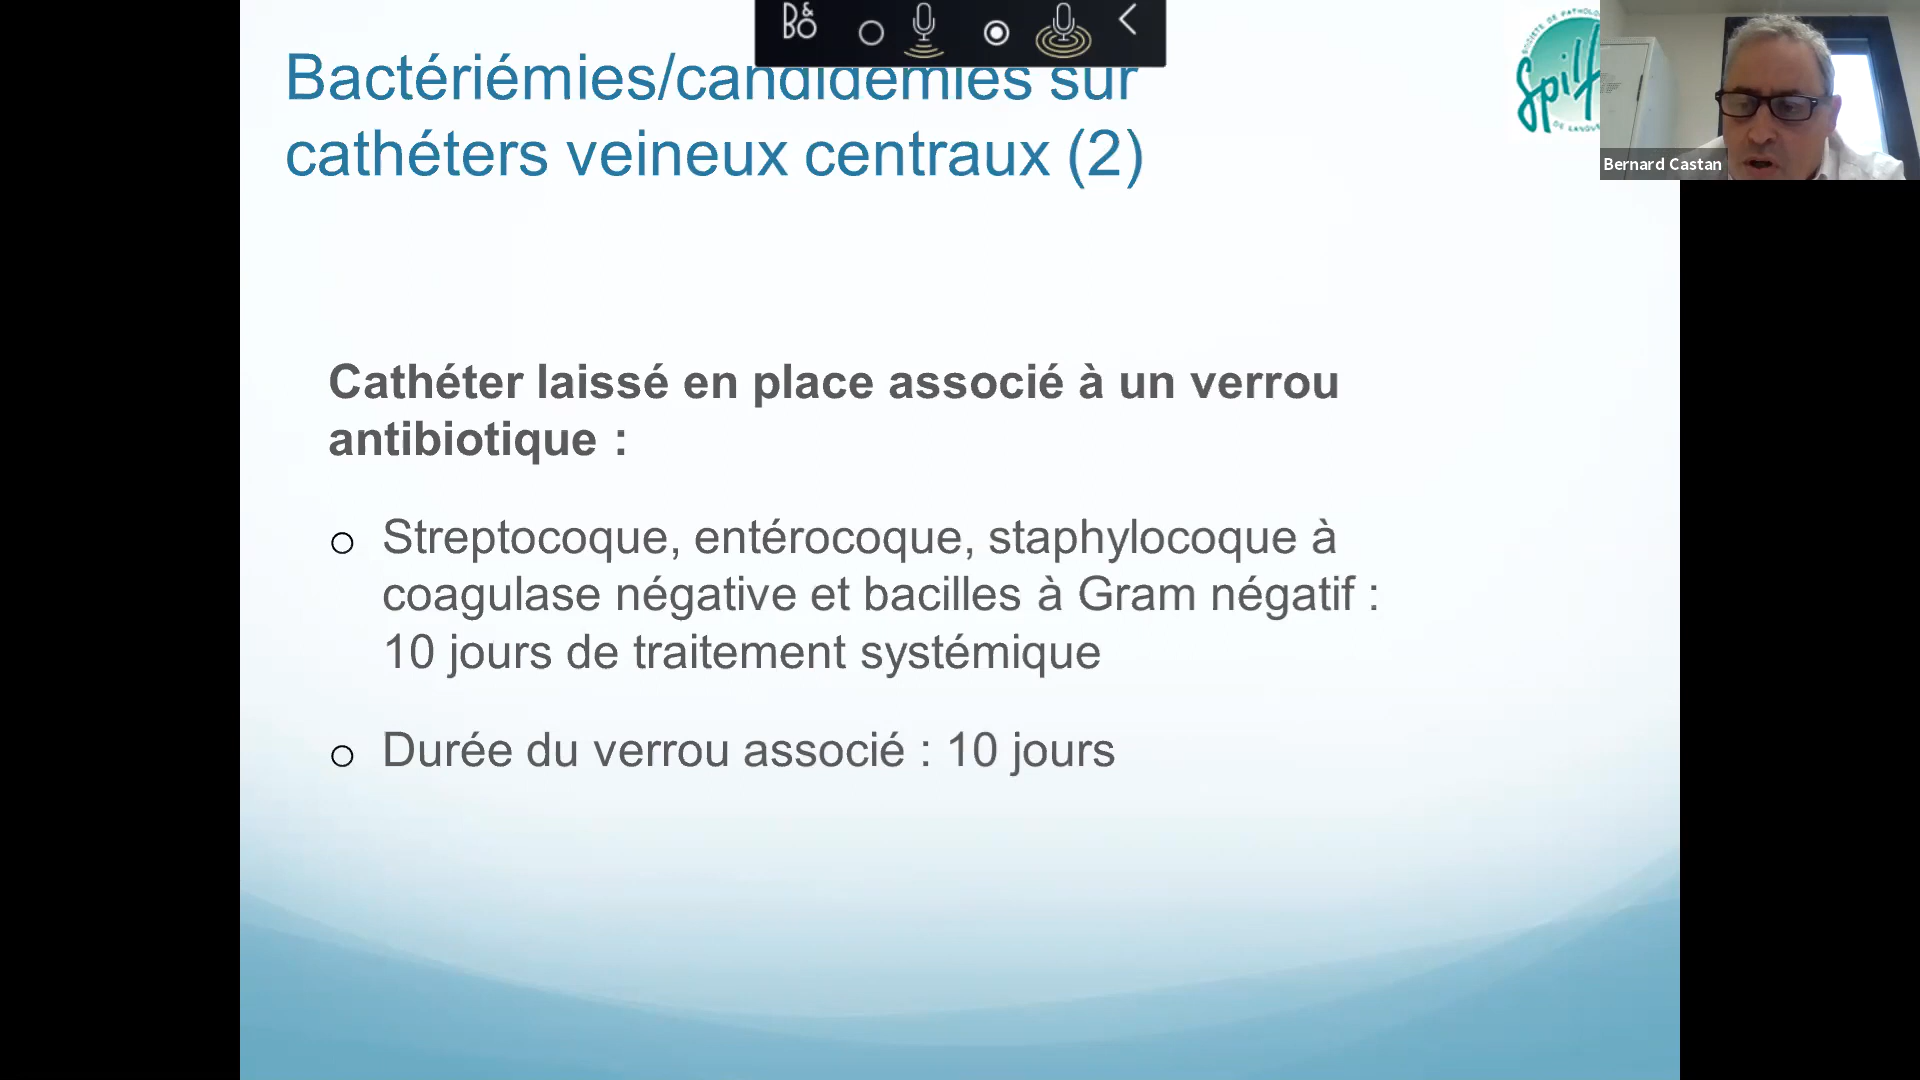 B&O
Bactériémies/candidémies sur
cathéters veineux centraux (2)
Spilf
Bernard Castan
Cathéter laissé en place associé à un verrou
antibiotique :
o Streptocoque, entérocoque, staphylocoque à
coagulase négative et bacilles à Gram négatif :
10 jours de traitement systémique
o Durée du verrou associé : 10 jours